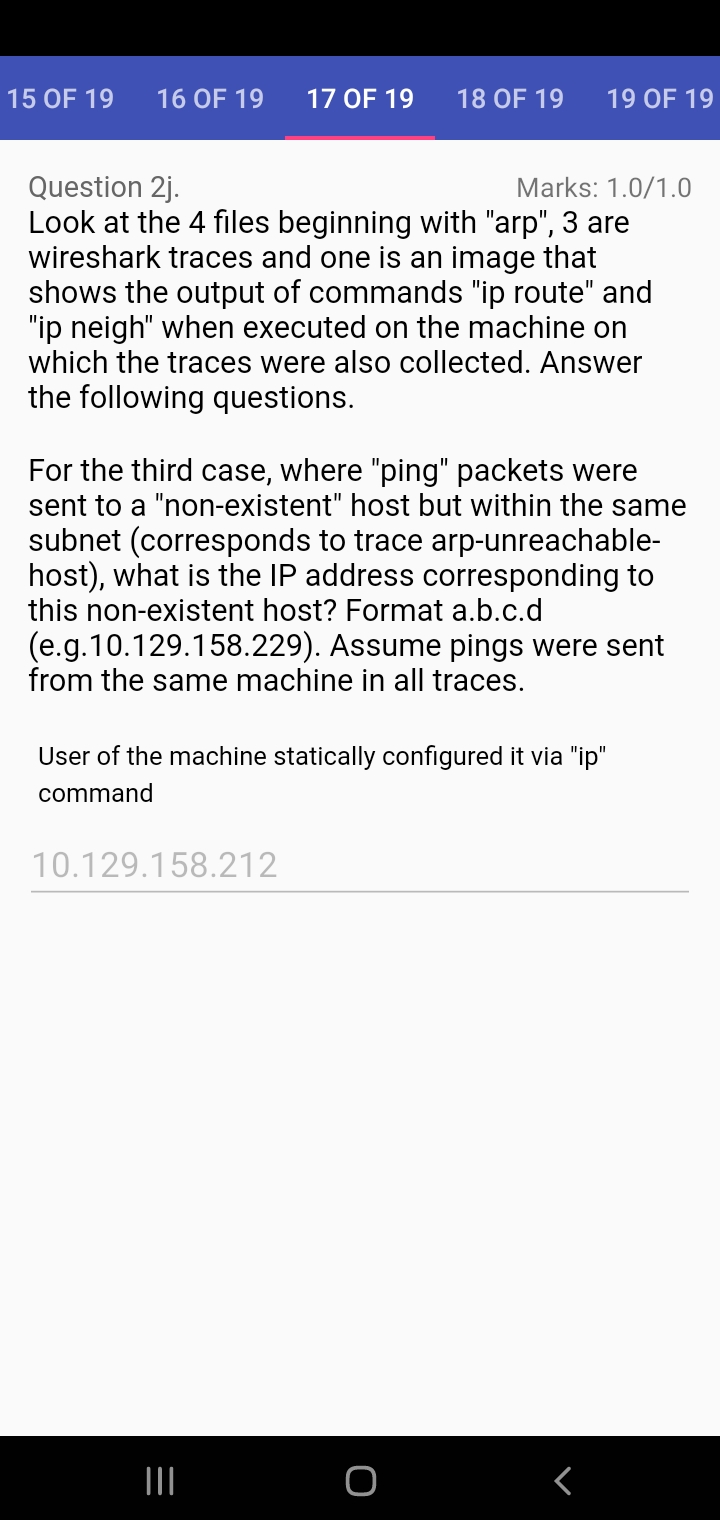 15 OF 19 16 OF 19 17 OF 19 18 OF 19 19 OF 19
Question 2j. Marks: 1.0/1.0
Look at the 4 files beginning with "arp", 3 are
wireshark traces and one is an image that
shows the output of commands "ip route" and
"ip neigh" when executed on the machine on
which the traces were also collected. Answer
the following questions.
For the third case, where "ping" packets were
sent to a "non-existent" host but within the same
subnet (corresponds to trace arp-unreachable-
host), what is the IP address corresponding to
this non-existent host? Format a.b.c.d
(e.g.10.129.158.229). Assume pings were sent
from the same machine in all traces.
User of the machine statically configured it via "ip"
command
10.129.158.212